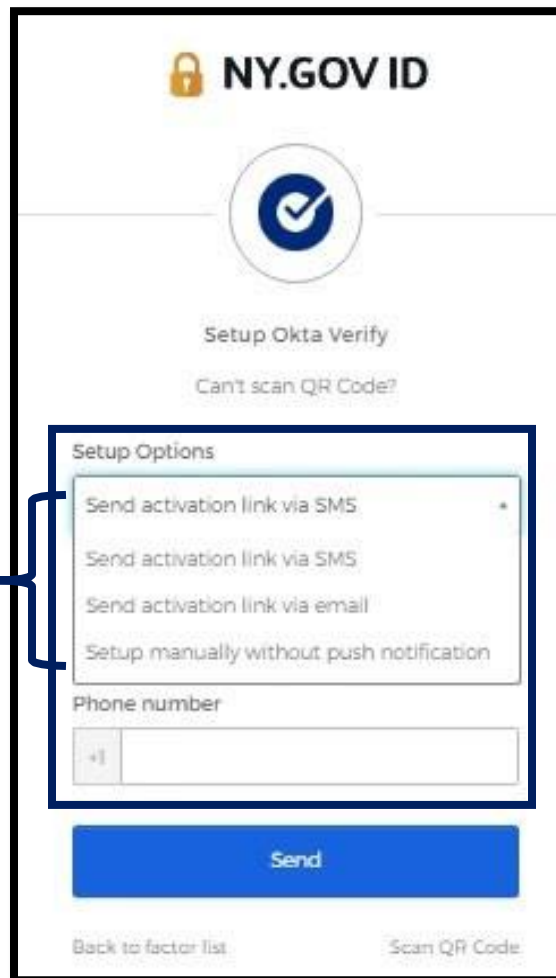 NY.GOV ID
Setup Okta Verify
Can't scan QR Code?
Setup Options
Send activation link via SMS
Send activation link via SMS
Send activation link via email
Setup manually without push notification
Phone number
+1
Send
Back to factor list Scan QR Code